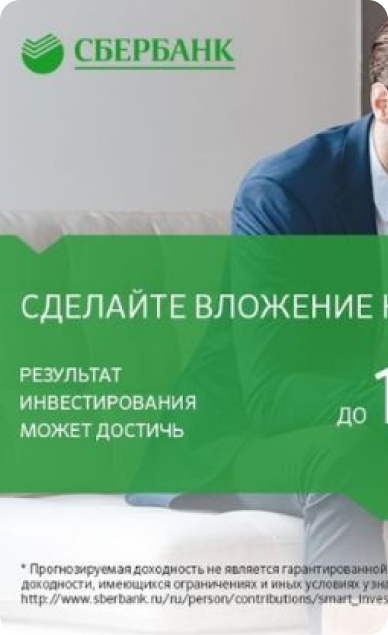 СБЕРБАНК
СДЕЛАЙТЕ ВЛОЖЕНИЕ
РЕЗУЛЬТАТ
ИНВЕСТИРОВАНИЯ
МОЖЕТ ДОСТИЧЬ
ДО 1
* Прогнозируемая доходность не является гарантированной
доходности, имеющихся ограничениях и иных условиях
http://www.sberbank.ru/ru/person/contributions/smart_inves